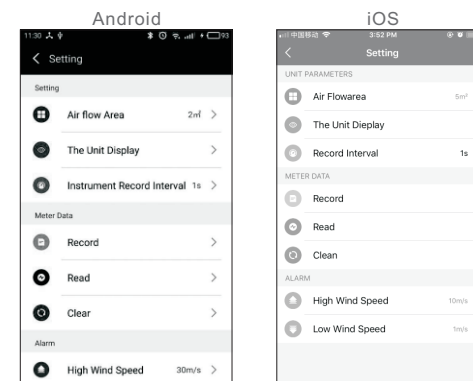 Android
11:30
93
Setting
Setting
Air flow Area 2㎡
The Unit Display
Instrument Record Interval 1s
Meter Data
Record
Read
Clear
Alarm
High Wind Speed 30m/s
iOS
中国移动 3:52 PM
Setting
UNIT PARAMETERS
Air Flowarea 5m²
The Unit Dieplay
Record Interval 1s
METER DATA
Record
Read
Clean
ALARM
High Wind Speed 10m/s
Low Wind Speed 1m/s